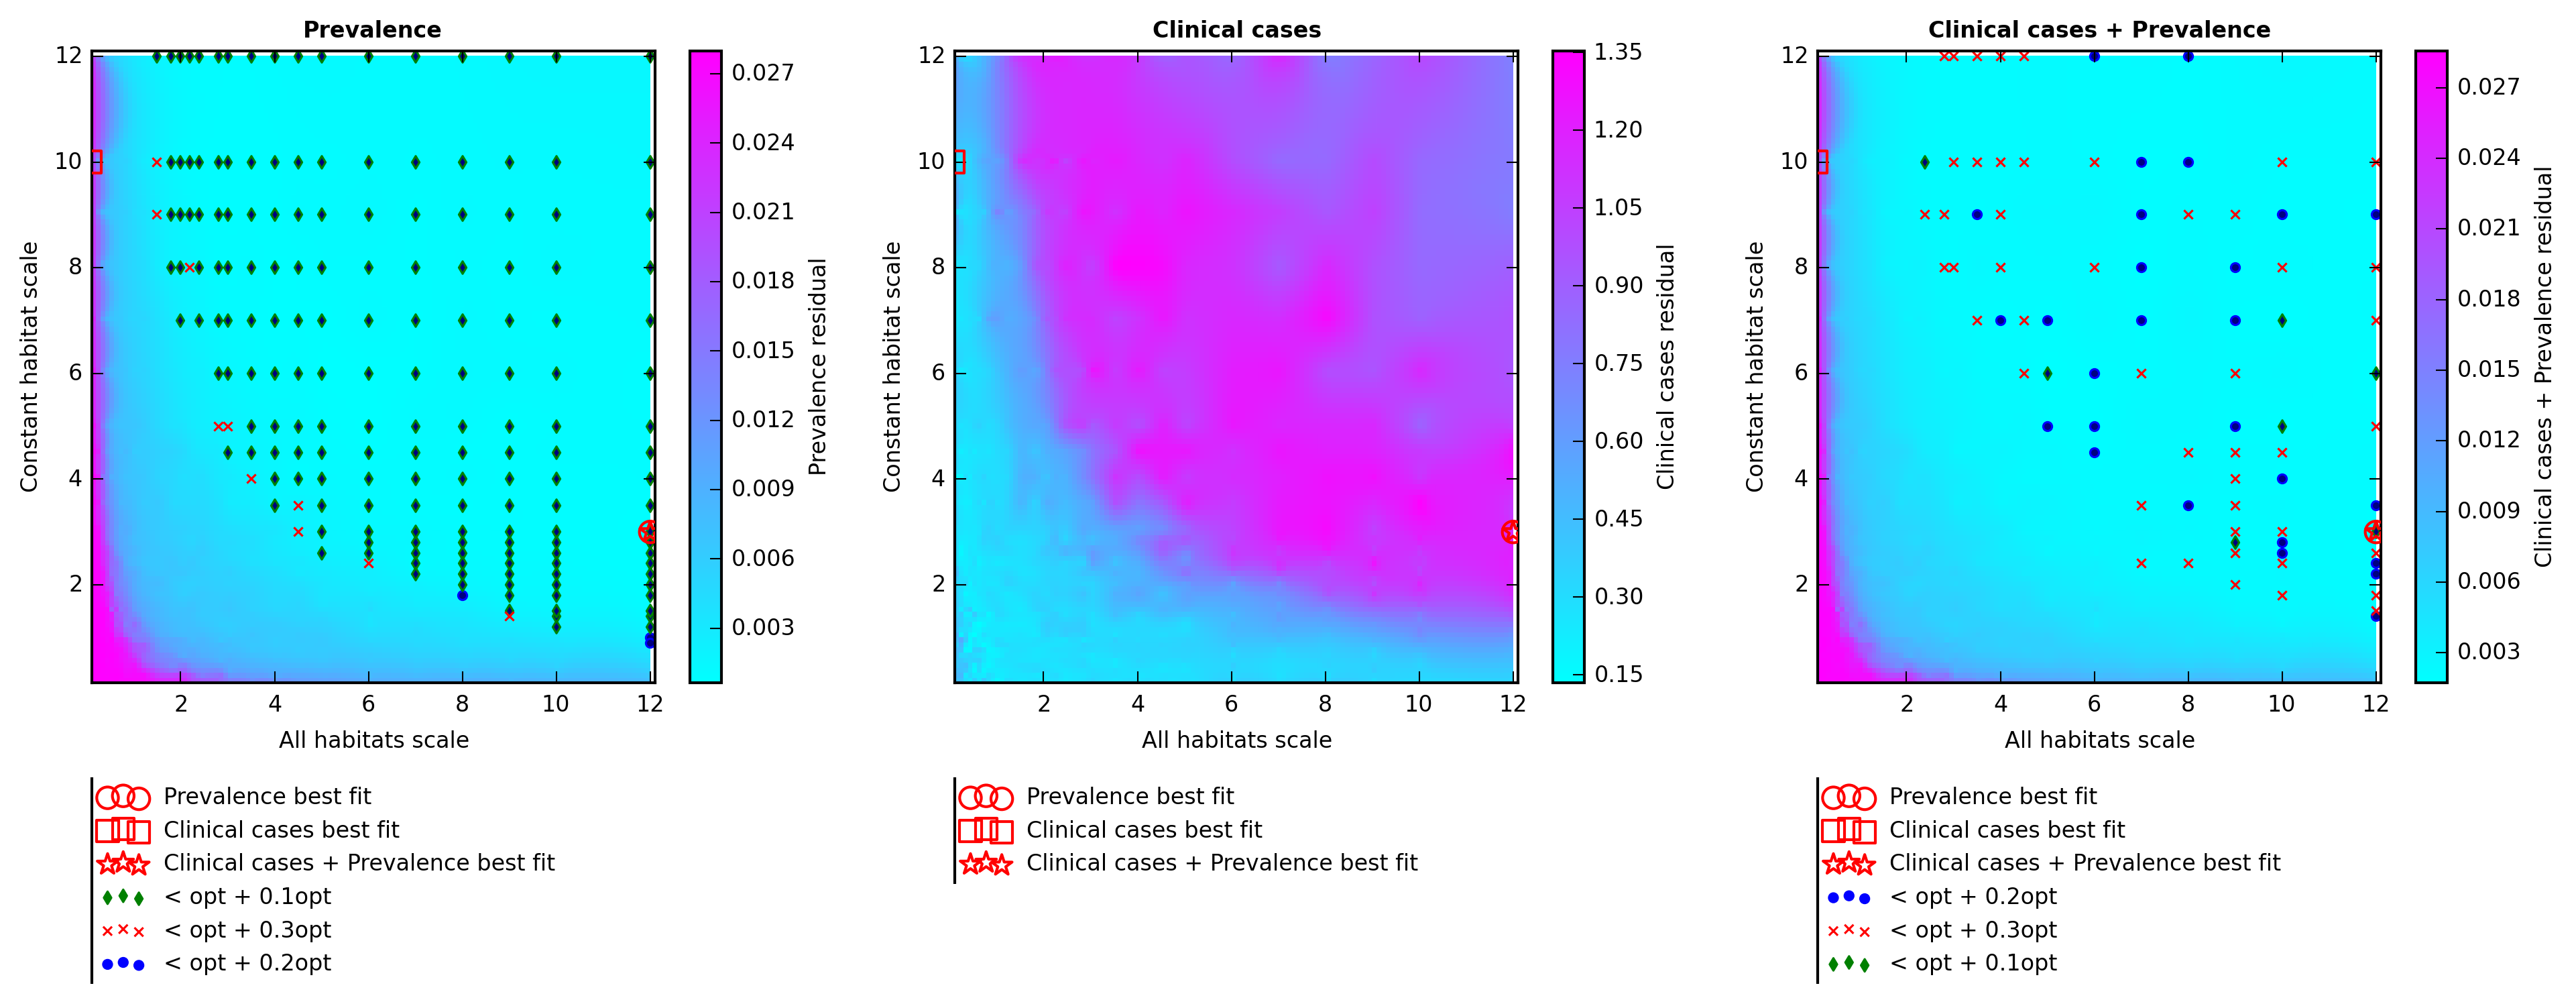 Prevalence
Constant habitat scale
12
10
8
6
4
2
2 4 6 8 10 12
All habitats scale
0.027
0.024
0.021
0.018
0.015
0.012
0.009
0.006
0.003
Prevalence residual
Prevalence best fit
Clinical cases best fit
Clinical cases + Prevalence best fit
< opt + 0.1opt
< opt + 0.3opt
< opt + 0.2opt
Clinical cases
Constant habitat scale
12
10
8
6
4
2
2 4 6 8 10 12
All habitats scale
1.35
1.20
1.05
0.90
0.75
0.60
0.45
0.30
0.15
Clinical cases residual
Prevalence best fit
Clinical cases best fit
Clinical cases + Prevalence best fit
Clinical cases + Prevalence
Constant habitat scale
12
10
8
6
4
2
2 4 6 8 10 12
All habitats scale
0.027
0.024
0.021
0.018
0.015
0.012
0.009
0.006
0.003
Clinical cases + Prevalence residual
Prevalence best fit
Clinical cases best fit
Clinical cases + Prevalence best fit
< opt + 0.2opt
< opt + 0.3opt
< opt + 0.1opt